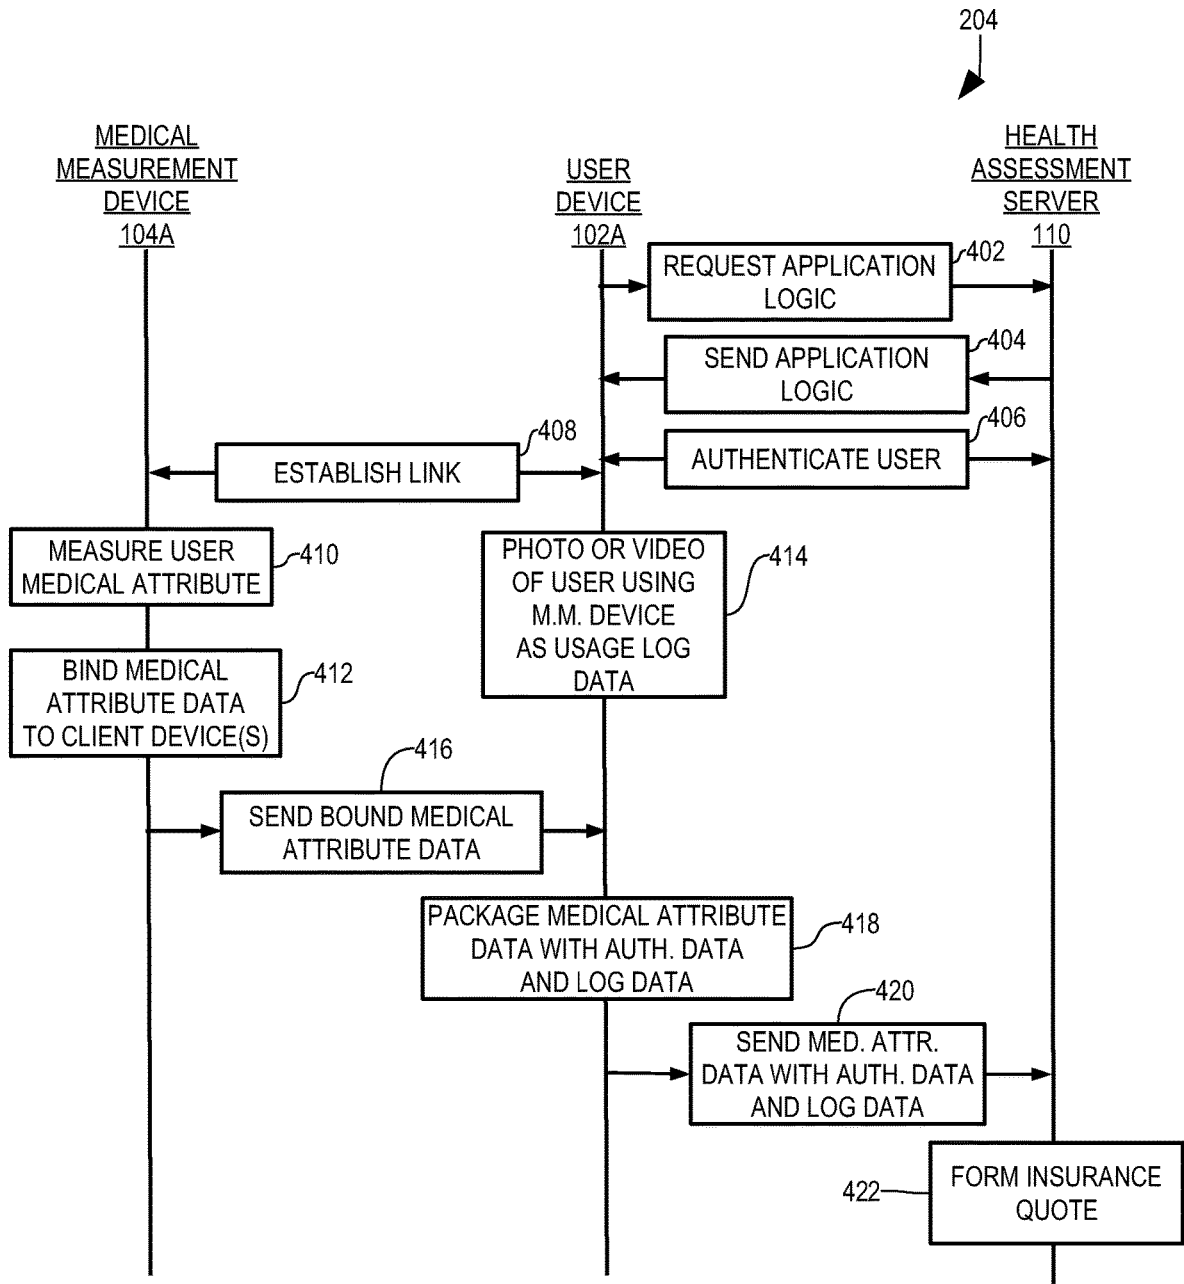 204
MEDICAL
MEASUREMENT
DEVICE
104A
USER
DEVICE
102A
HEALTH
ASSESSMENT
SERVER
110
REQUEST APPLICATION
LOGIC
402
SEND APPLICATION
LOGIC
404
AUTHENTICATE USER
406
ESTABLISH LINK
408
MEASURE USER
MEDICAL ATTRIBUTE
410
PHOTO OR VIDEO
OF USER USING
M.M. DEVICE
AS USAGE LOG
DATA
414
BIND MEDICAL
ATTRIBUTE DATA
TO CLIENT DEVICE(S)
412
416
SEND BOUND MEDICAL
ATTRIBUTE DATA
PACKAGE MEDICAL ATTRIBUTE
DATA WITH AUTH. DATA
AND LOG DATA
418
420
SEND MED. ATTR.
DATA WITH AUTH. DATA
AND LOG DATA
422
FORM INSURANCE
QUOTE